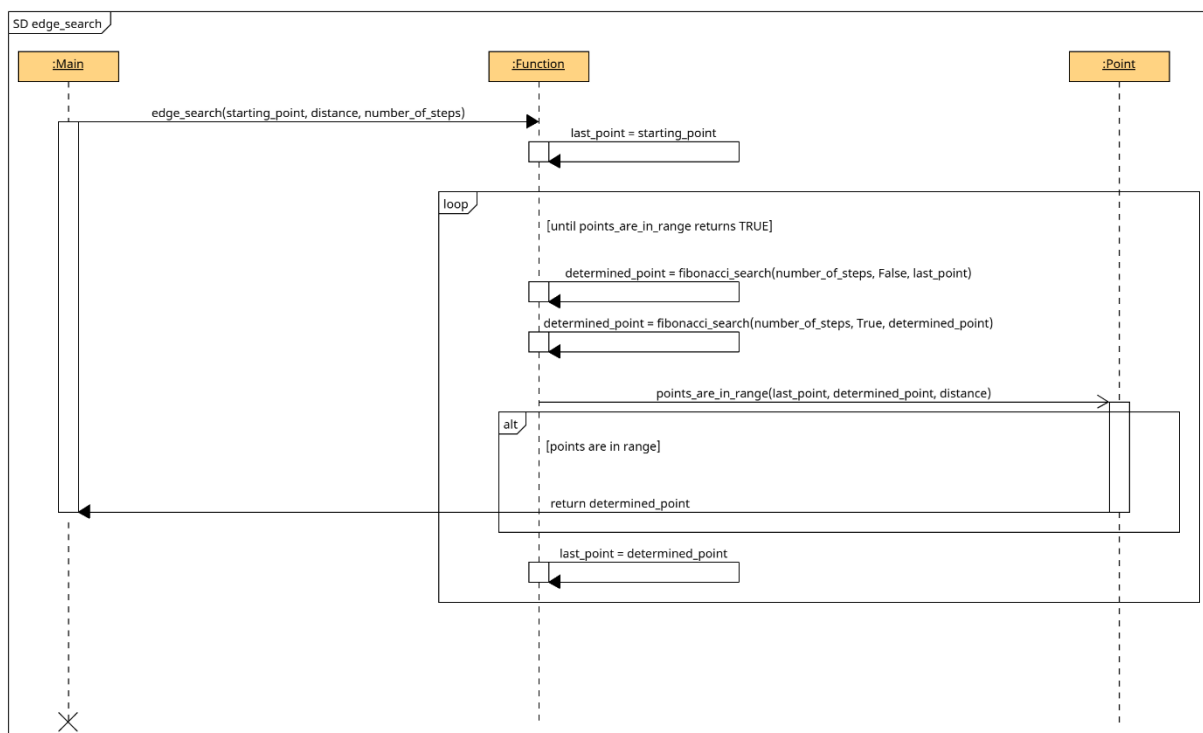 SD edge_search
:Main
:Function
:Point
edge_search(starting_point, distance, number_of_steps)
last_point = starting_point
loop
[until points_are_in_range returns TRUE]
determined_point = fibonacci_search(number_of_steps, False, last_point)
determined_point = fibonacci_search(number_of_steps, True, determined_point)
points_are_in_range(last_point, determined_point, distance)
alt
[points are in range]
return determined_point
last_point = determined_point